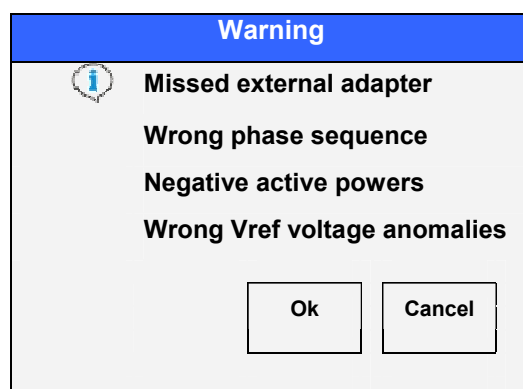 Warning
Missed external adapter
Wrong phase sequence
Negative active powers
Wrong Vref voltage anomalies
Ok
Cancel